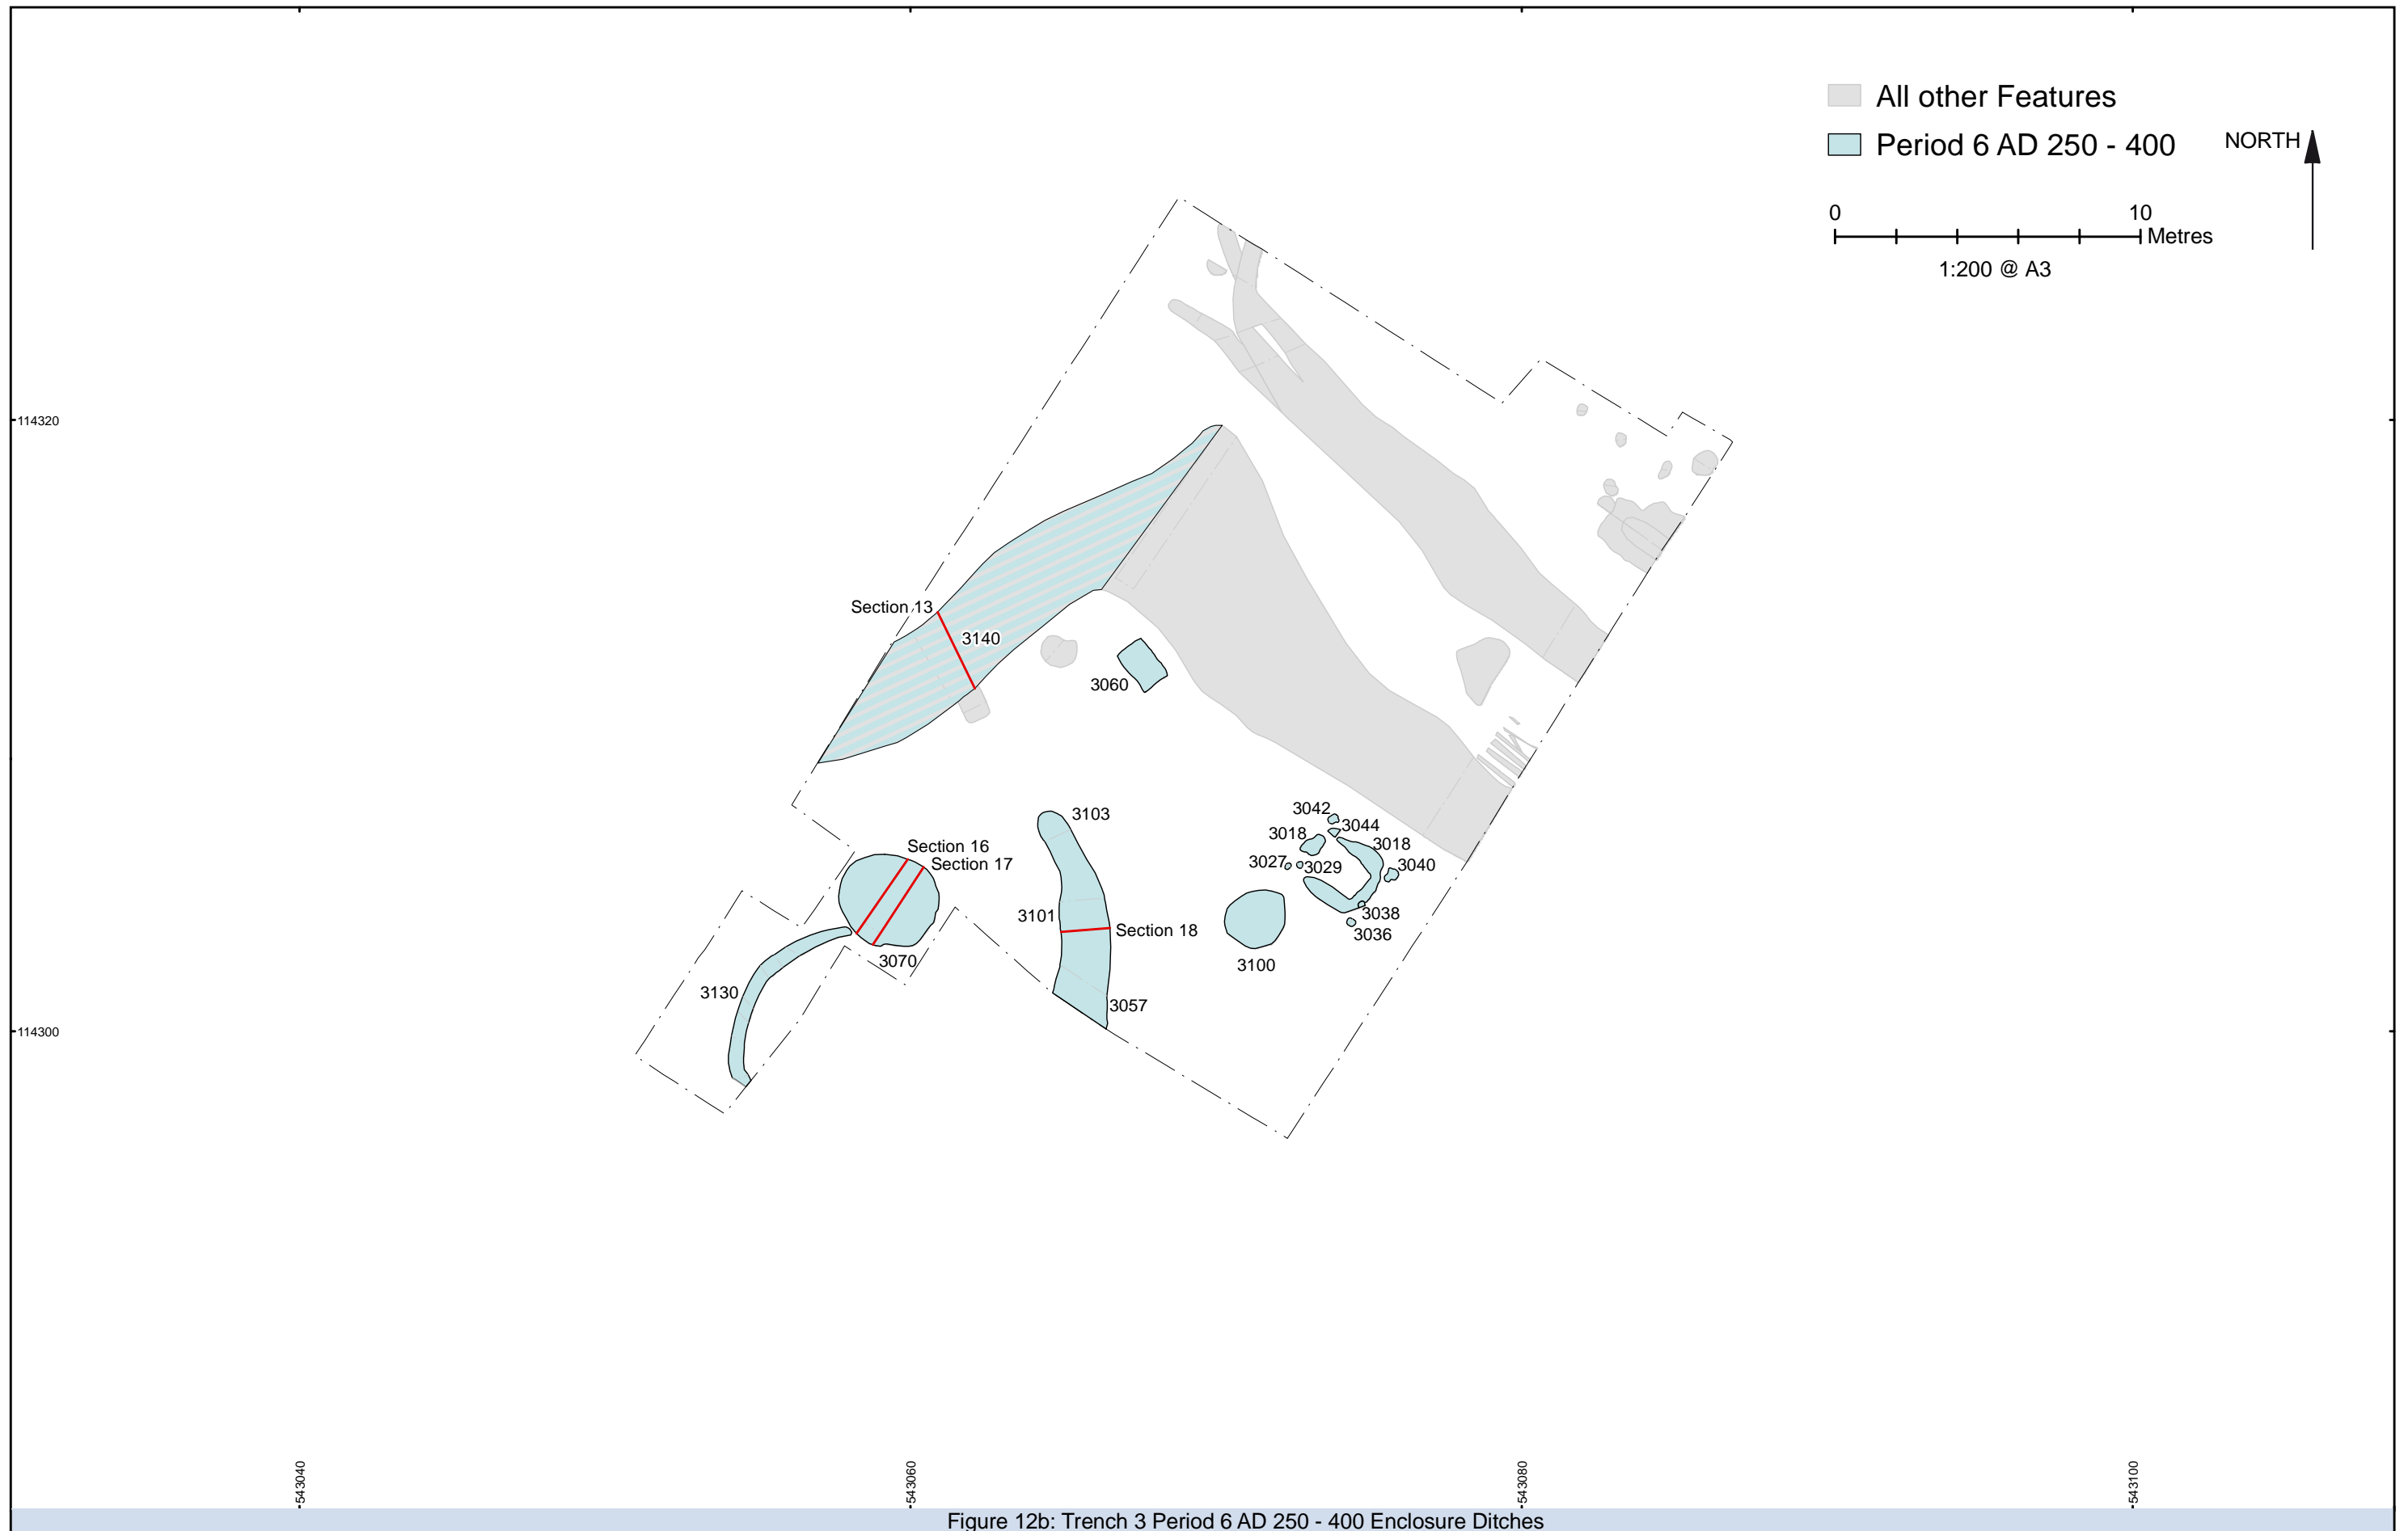 All other Features
Period 6 AD 250 - 400
NORTH
0 10
Metres
1:200 @ A3
114320
Section 13
3140
3060
3103
3042
3044
3018
3018
3027
3029
3040
Section 16
Section 17
3101
Section 18
3038
3036
3070
3100
3130
3057
114300
543040
543060
543080
543100
Figure 12b: Trench 3 Period 6 AD 250 - 400 Enclosure Ditches